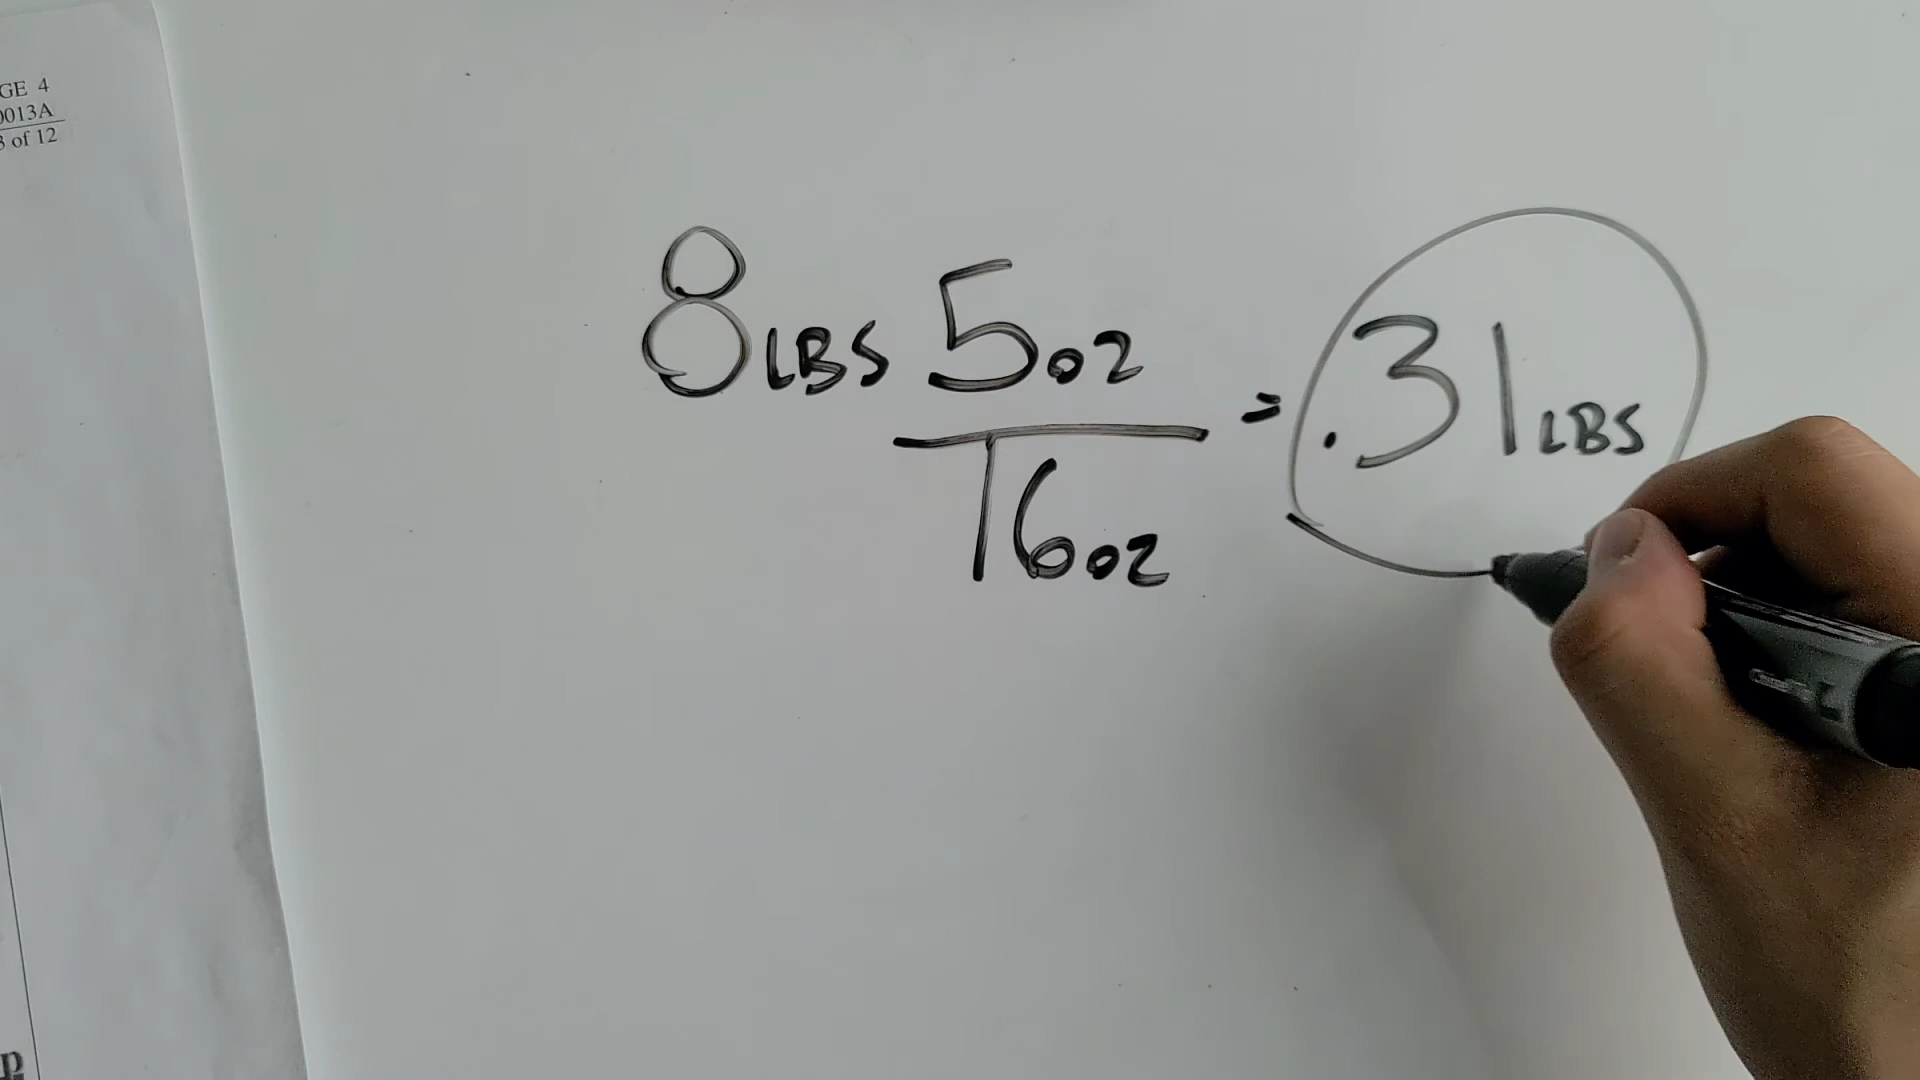 GE 4
0013A
3 of 12
8 LBS 5 oz
16 oz
= .31 LBS
p